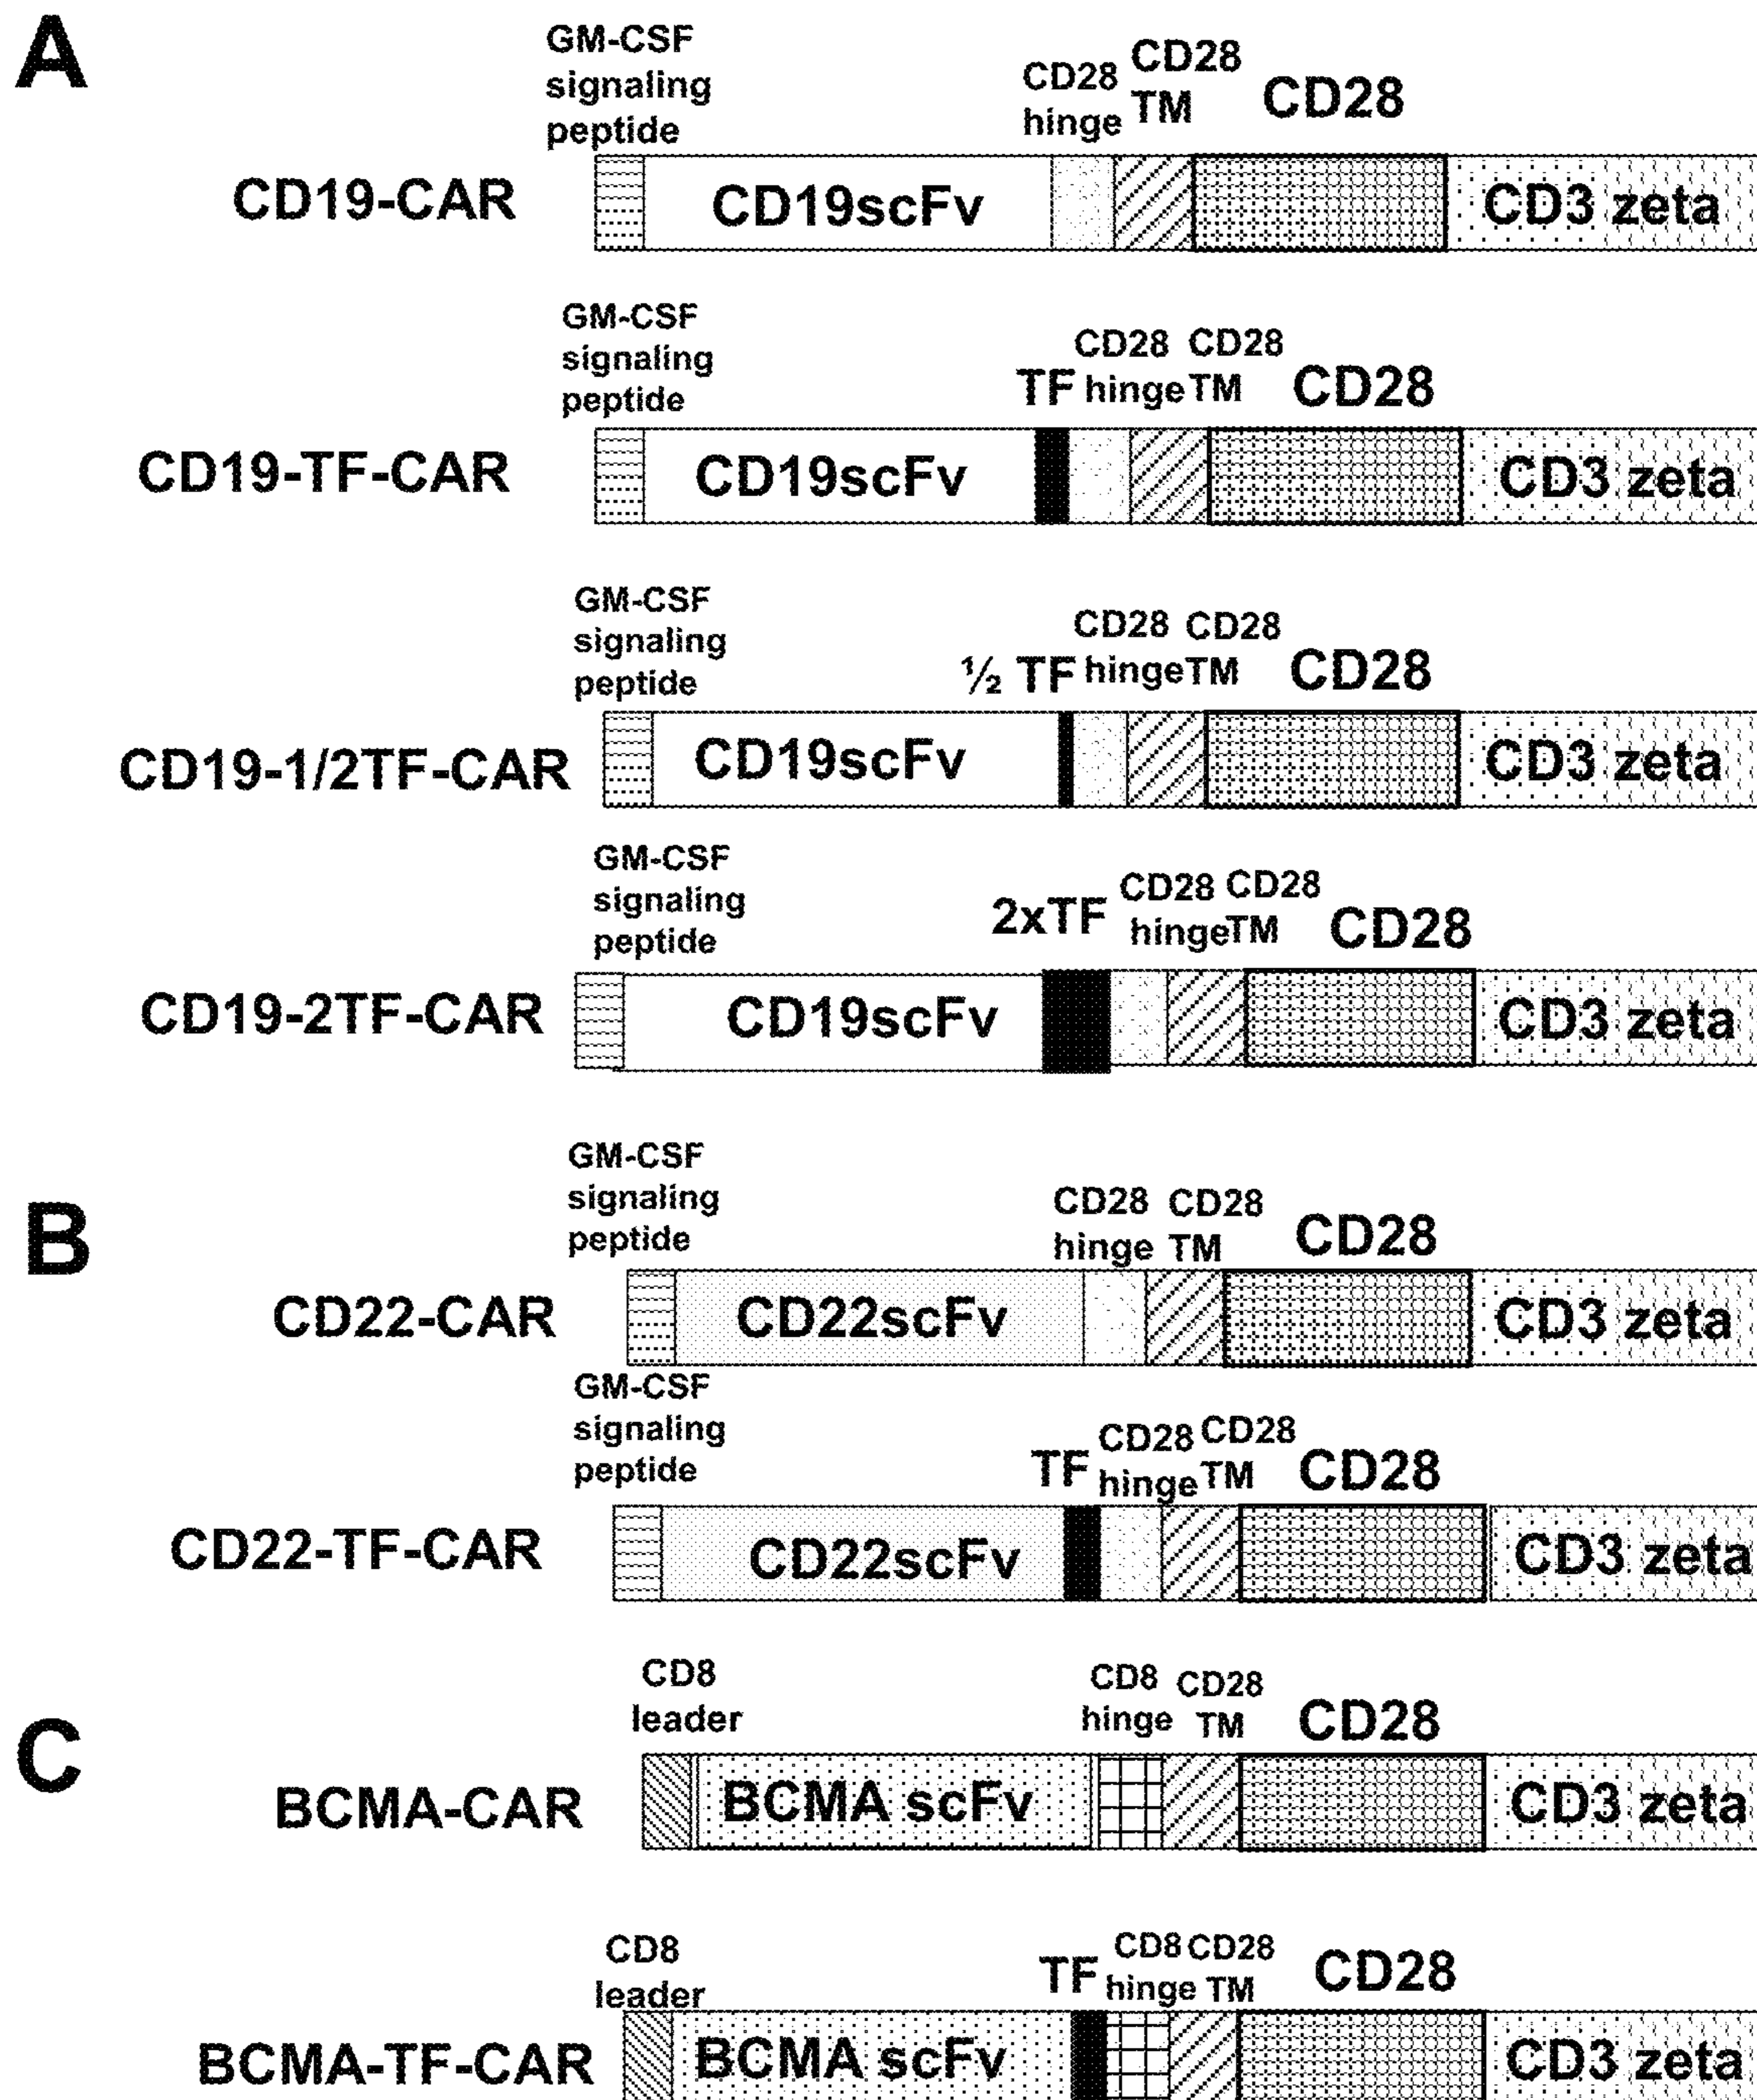 A
GM-CSF
signaling
peptide
CD28
hinge
CD28
TM
CD28
CD19-CAR
CD19scFv
CD3 zeta
GM-CSF
signaling
peptide
TF
CD28
hinge
CD28
TM
CD28
CD19-TF-CAR
CD19scFv
CD3 zeta
GM-CSF
signaling
peptide
½ TF
CD28
hinge
CD28
TM
CD28
CD19-1/2TF-CAR
CD19scFv
CD3 zeta
GM-CSF
signaling
peptide
2xTF
CD28
hinge
CD28
TM
CD28
CD19-2TF-CAR
CD19scFv
CD3 zeta
B
GM-CSF
signaling
peptide
CD28
hinge
CD28
TM
CD28
CD22-CAR
CD22scFv
CD3 zeta
GM-CSF
signaling
peptide
TF
CD28
hinge
CD28
TM
CD28
CD22-TF-CAR
CD22scFv
CD3 zeta
C
CD8
leader
CD8
hinge
CD28
TM
CD28
BCMA-CAR
BCMA scFv
CD3 zeta
CD8
leader
TF
CD8
hinge
CD28
TM
CD28
BCMA-TF-CAR
BCMA scFv
CD3 zeta